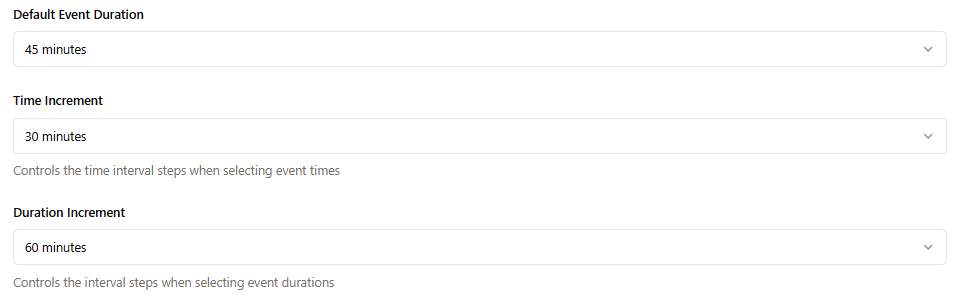 Default Event Duration
45 minutes
Time Increment
30 minutes
Controls the time interval steps when selecting event times
Duration Increment
60 minutes
Controls the interval steps when selecting event durations